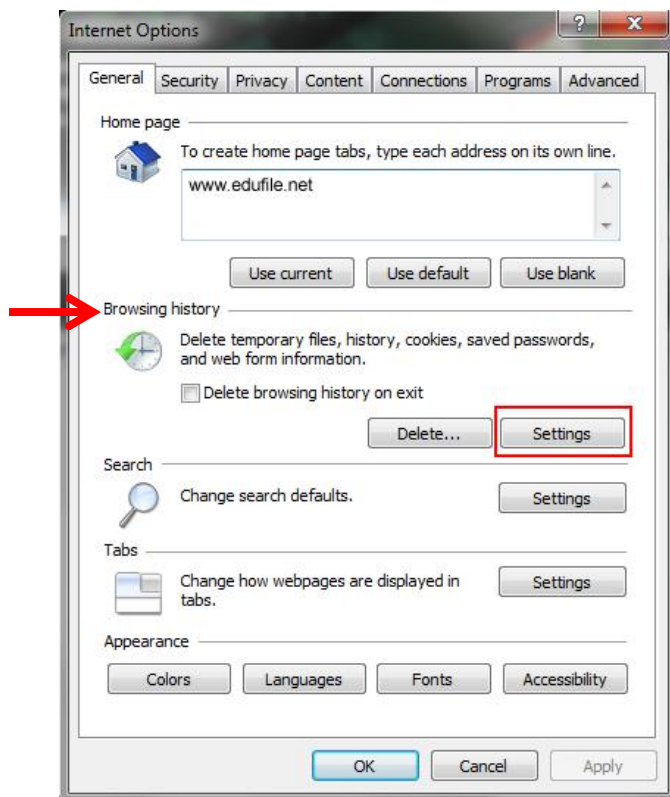 Internet Options
? X
General Security Privacy Content Connections Programs Advanced
Home page
To create home page tabs, type each address on its own line.
www.edufile.net
Use current Use default Use blank
Browsing history
Delete temporary files, history, cookies, saved passwords,
and web form information.
Delete browsing history on exit
Delete... Settings
Search
Change search defaults. Settings
Tabs
Change how webpages are displayed in Settings
tabs.
Appearance
Colors Languages Fonts Accessibility
OK Cancel Apply